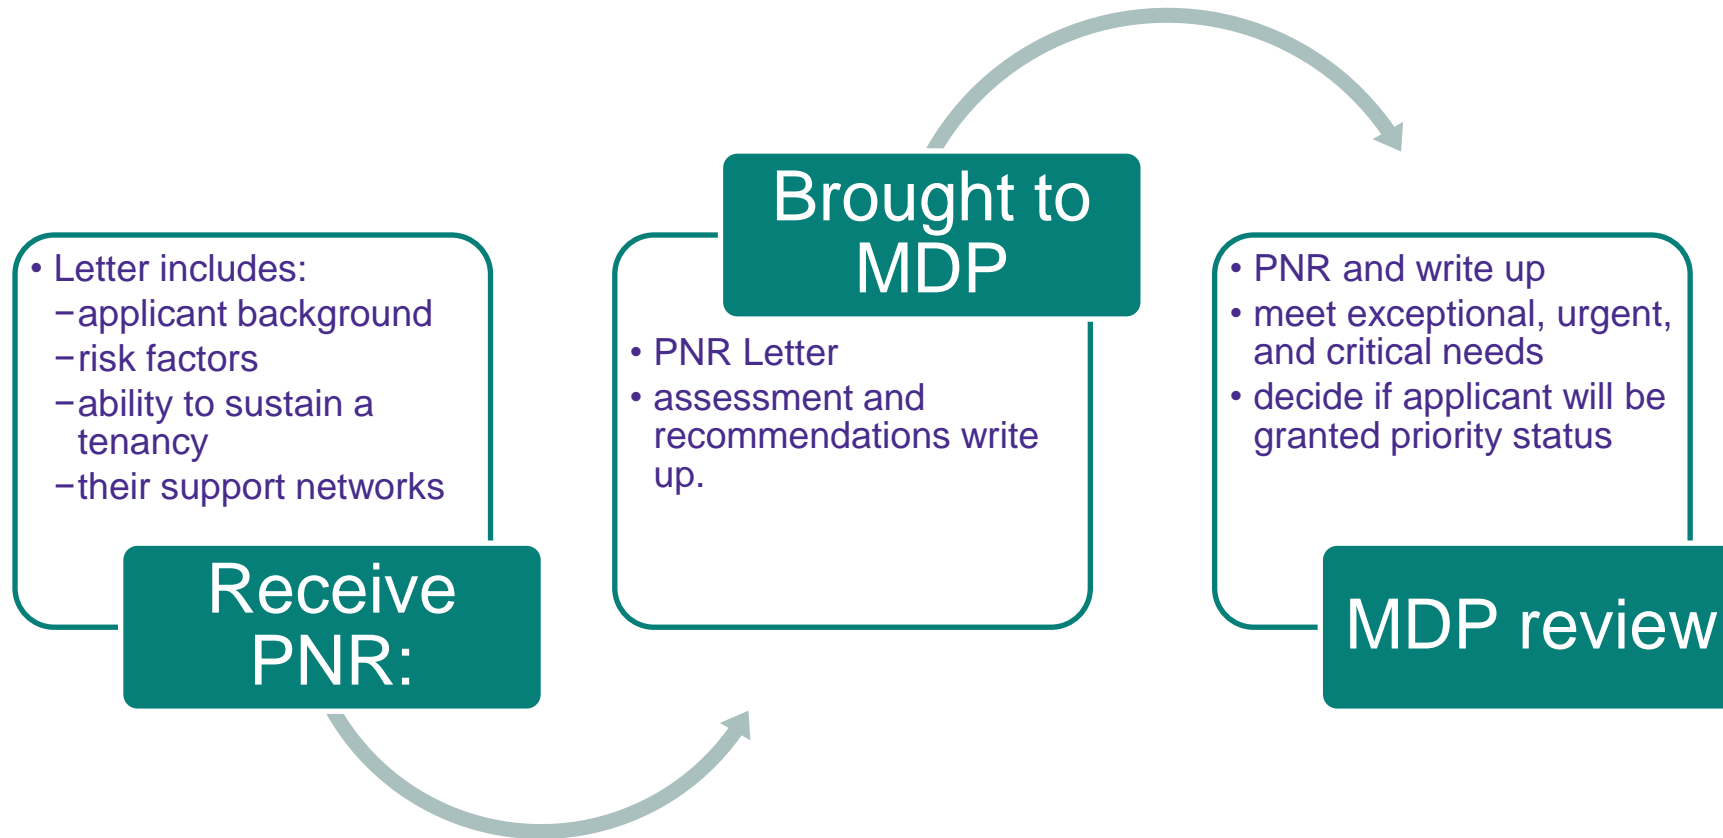 • Letter includes:
−applicant background
−risk factors
−ability to sustain a
tenancy
−their support networks
Receive
PNR:
Brought to
MDP
• PNR Letter
• assessment and
recommendations write
up.
• PNR and write up
• meet exceptional, urgent,
and critical needs
• decide if applicant will be
granted priority status
MDP review